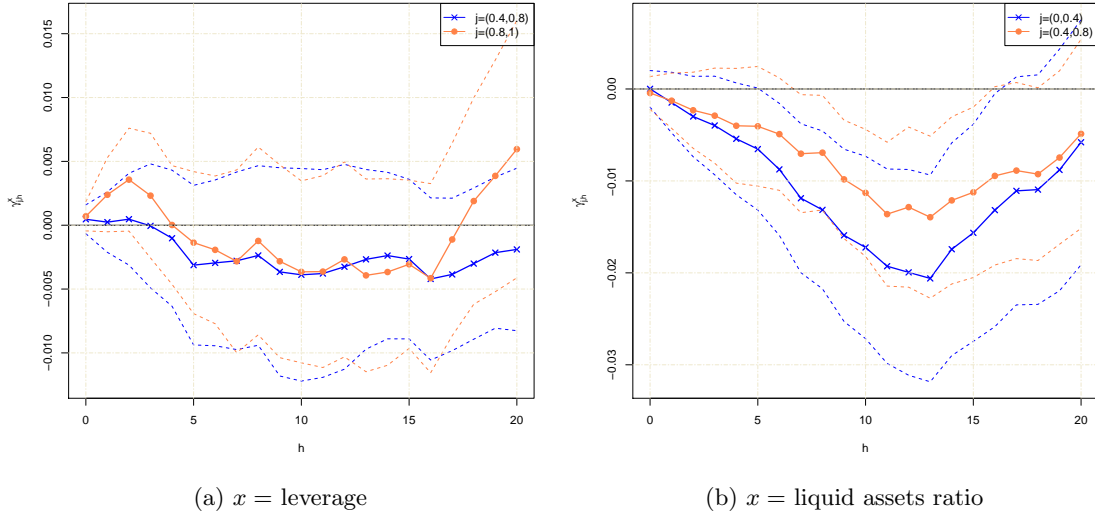 j=(0.4,0.8)
j=(0.8,1)
0.015
0.010
0.005
0.000
−0.005
−0.010
γ^x_jh
0 5 10 15 20
h
(a) x = leverage
j=(0,0.4)
j=(0.4,0.8)
0.00
−0.01
−0.02
−0.03
γ^x_jh
0 5 10 15 20
h
(b) x = liquid assets ratio